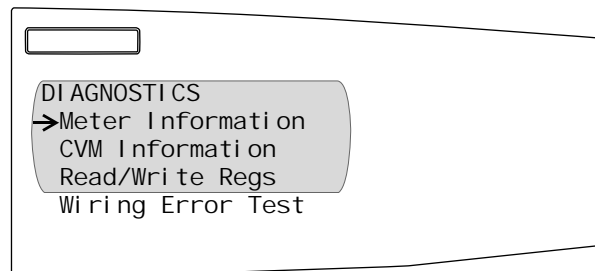 DIAGNOSTICS
→Meter Information
CVM Information
Read/Write Regs
Wiring Error Test